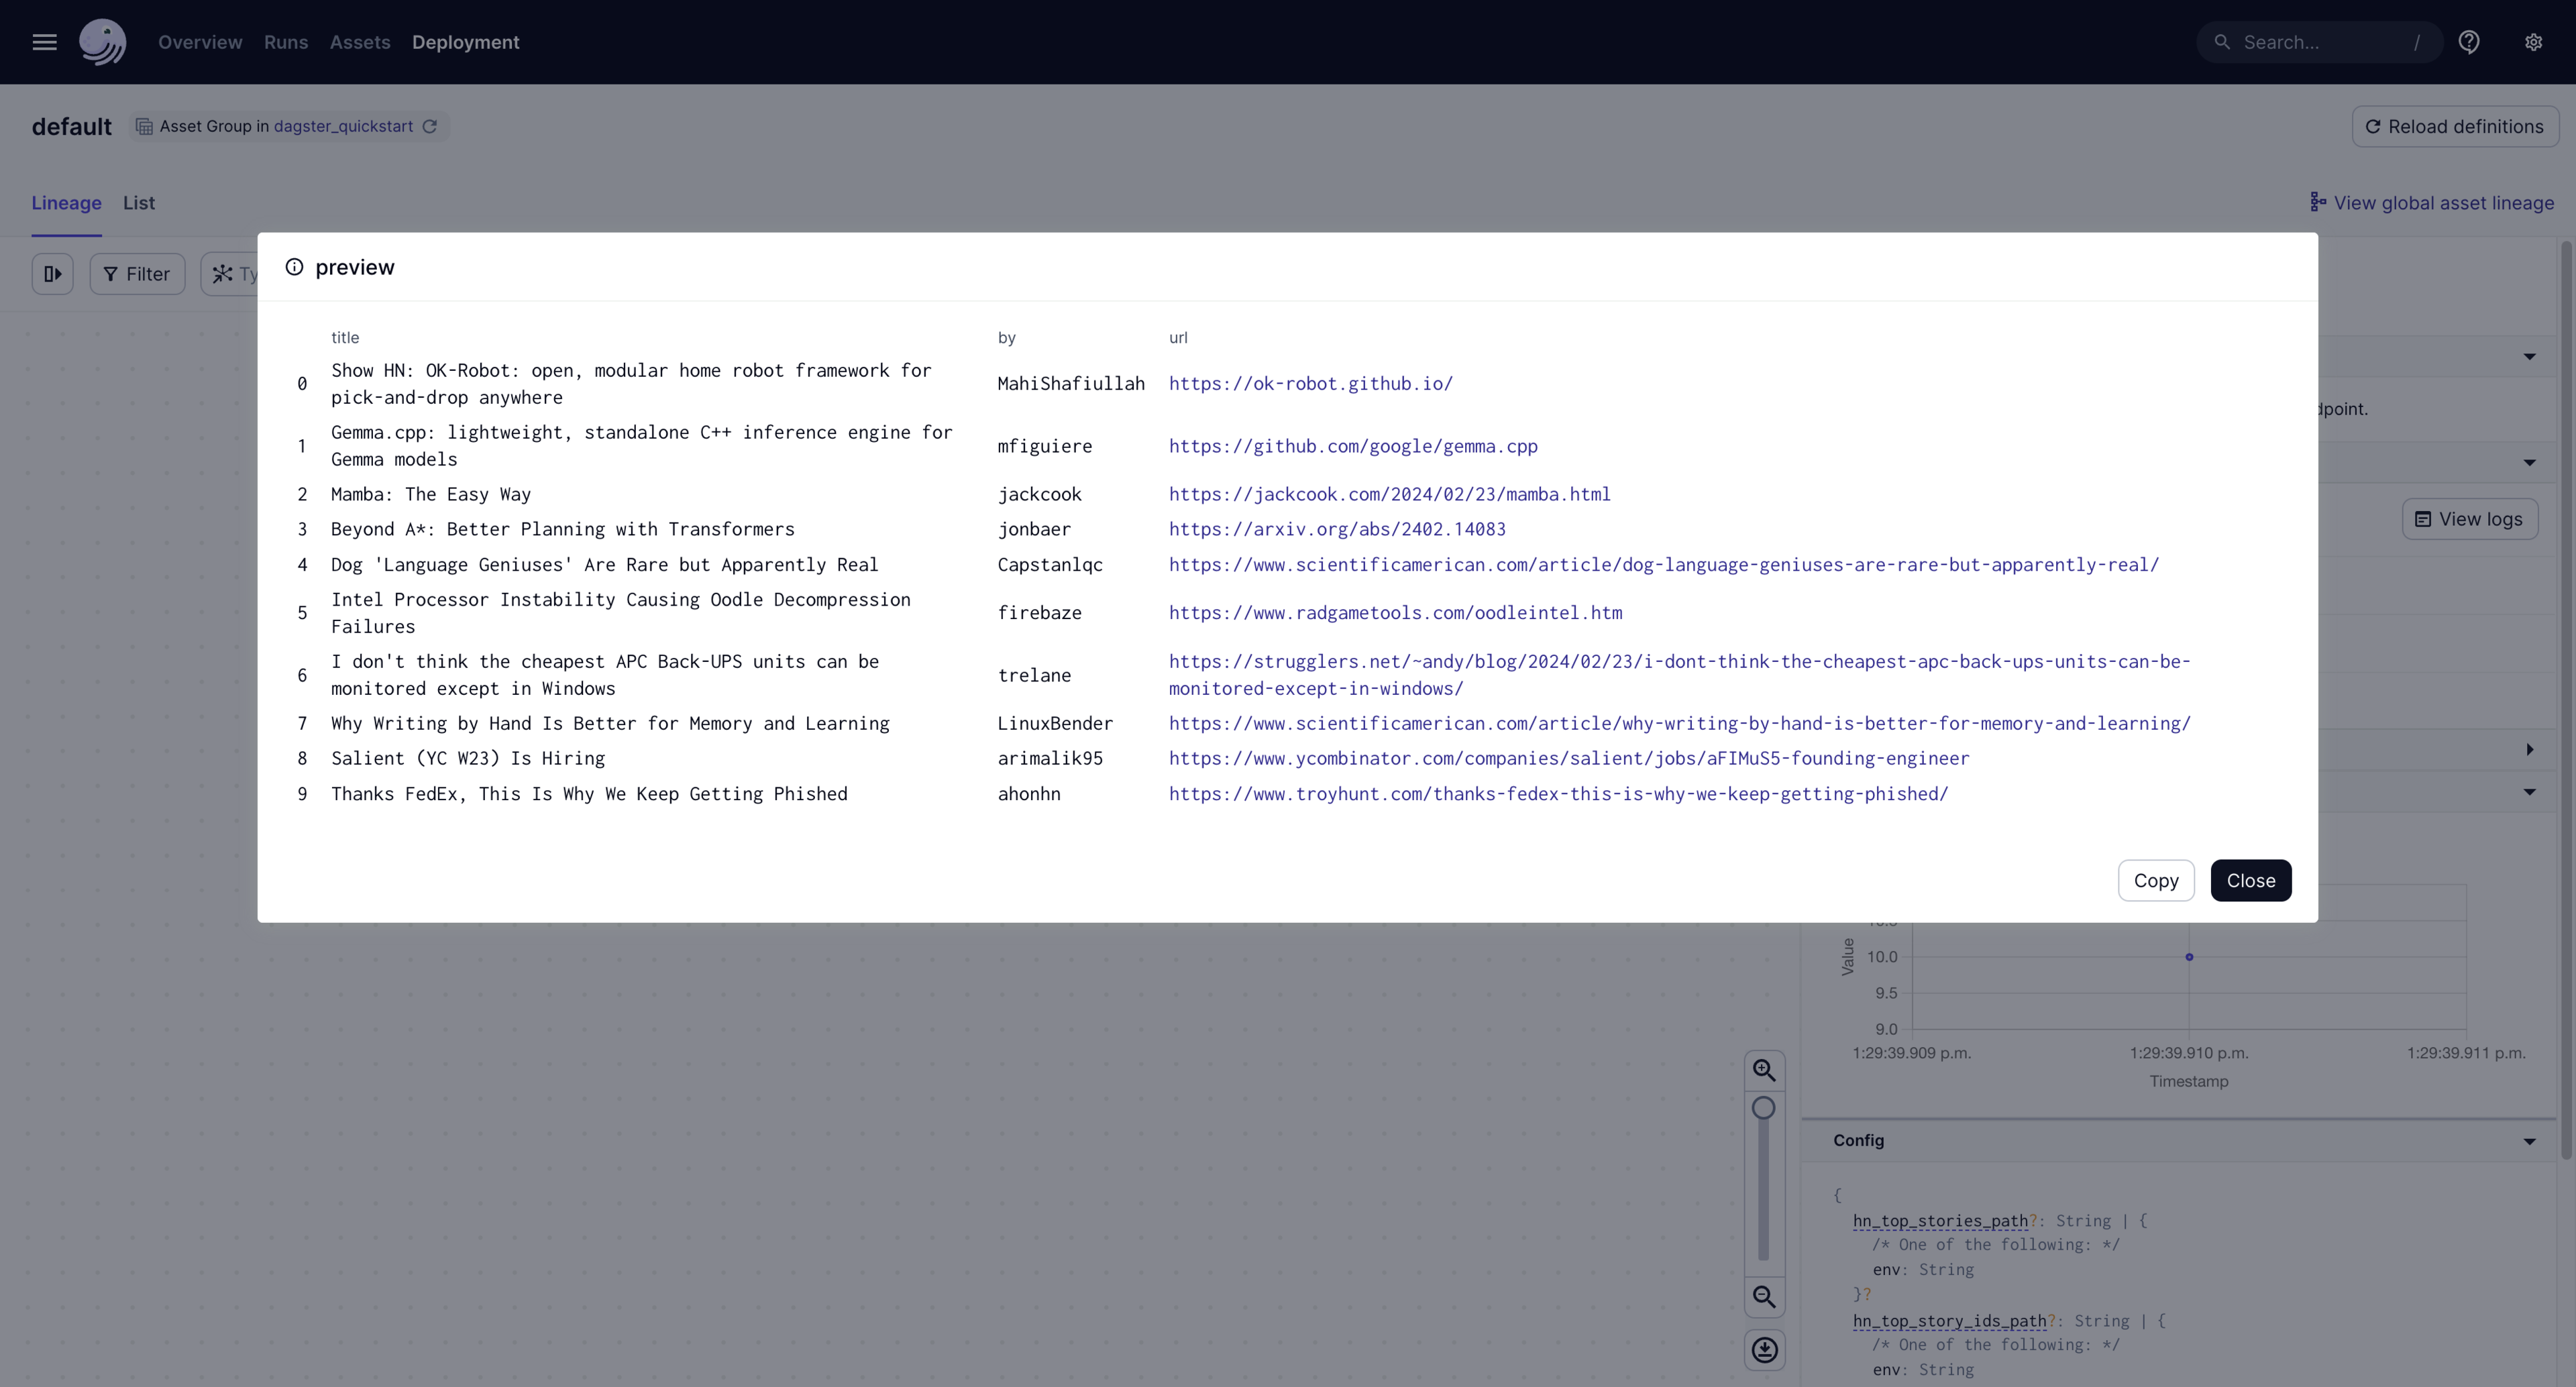 Overview Runs Assets Deployment Search... /
default Asset Group in dagster_quickstart Reload definitions
Lineage List View global asset lineage
Filter Ty
preview
title by url
0 Show HN: OK-Robot: open, modular home robot framework for pick-and-drop anywhere MahiShafiullah https://ok-robot.github.io/
1 Gemma.cpp: lightweight, standalone C++ inference engine for Gemma models mfiguiere https://github.com/google/gemma.cpp
2 Mamba: The Easy Way jackcook https://jackcook.com/2024/02/23/mamba.html
3 Beyond A*: Better Planning with Transformers jonbaer https://arxiv.org/abs/2402.14083
4 Dog 'Language Geniuses' Are Rare but Apparently Real Capstanlqc https://www.scientificamerican.com/article/dog-language-geniuses-are-rare-but-apparently-real/
5 Intel Processor Instability Causing Oodle Decompression Failures firebaze https://www.radgametools.com/oodleintel.htm
6 I don't think the cheapest APC Back-UPS units can be monitored except in Windows trelane https://strugglers.net/~andy/blog/2024/02/23/i-dont-think-the-cheapest-apc-back-ups-units-can-be-monitored-except-in-windows/
7 Why Writing by Hand Is Better for Memory and Learning LinuxBender https://www.scientificamerican.com/article/why-writing-by-hand-is-better-for-memory-and-learning/
8 Salient (YC W23) Is Hiring arimalik95 https://www.ycombinator.com/companies/salient/jobs/aFIMuS5-founding-engineer
9 Thanks FedEx, This Is Why We Keep Getting Phished ahonhn https://www.troyhunt.com/thanks-fedex-this-is-why-we-keep-getting-phished/
Copy Close
dpoint.
View logs
Value
10.0
9.5
9.0
1:29:39.909 p.m. 1:29:39.910 p.m. 1:29:39.911 p.m.
Timestamp
Config
{
hn_top_stories_path?: String | {
/* One of the following: */
env: String
}?
hn_top_story_ids_path?: String | {
/* One of the following: */
env: String